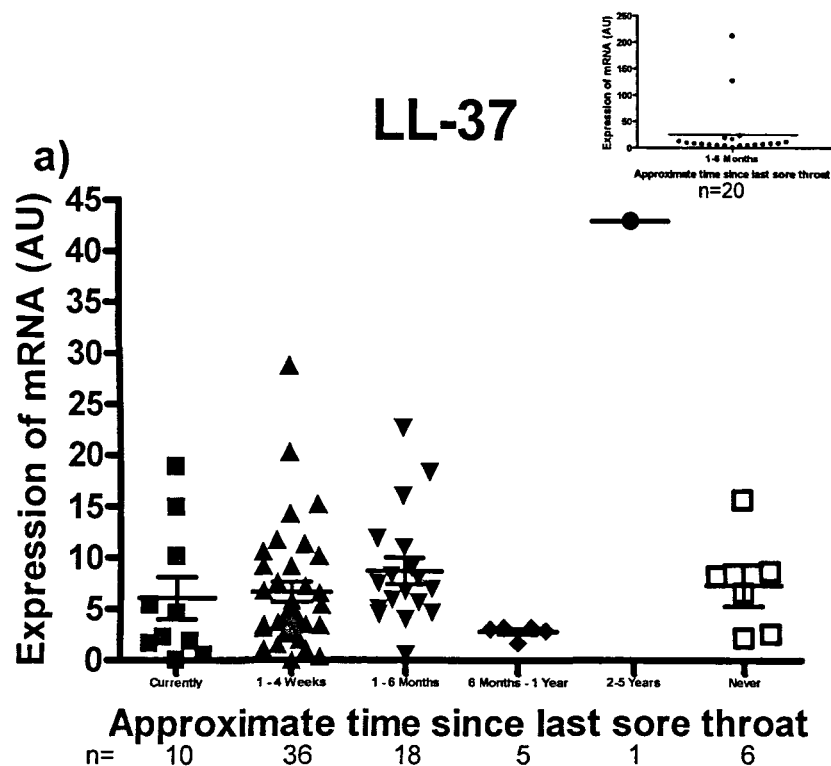 250
200
150
100
50
0
Expression of mRNA (AU)
1-6 Months
Approximate time since last sore throat
n=20
LL-37
a)
45
40
35
30
25
20
15
10
5
0
Expression of mRNA (AU)
Currently 1 - 4 Weeks 1 - 6 Months 6 Months - 1 Year 2-5 Years Never
Approximate time since last sore throat
n= 10 36 18 5 1 6